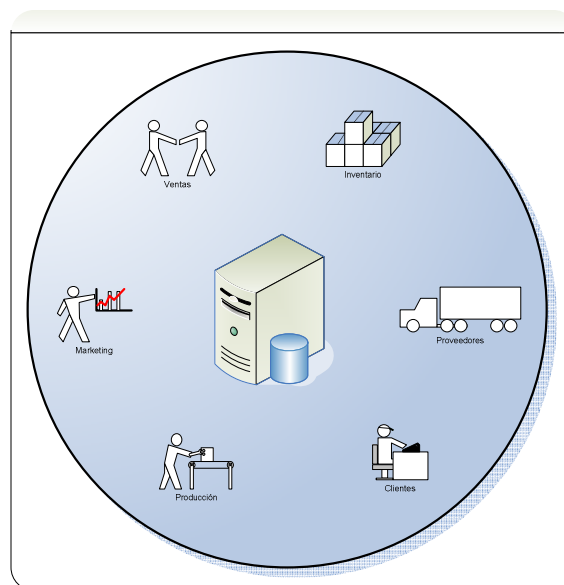 Ventas
Inventario
Marketing
Proveedores
Producción
Clientes